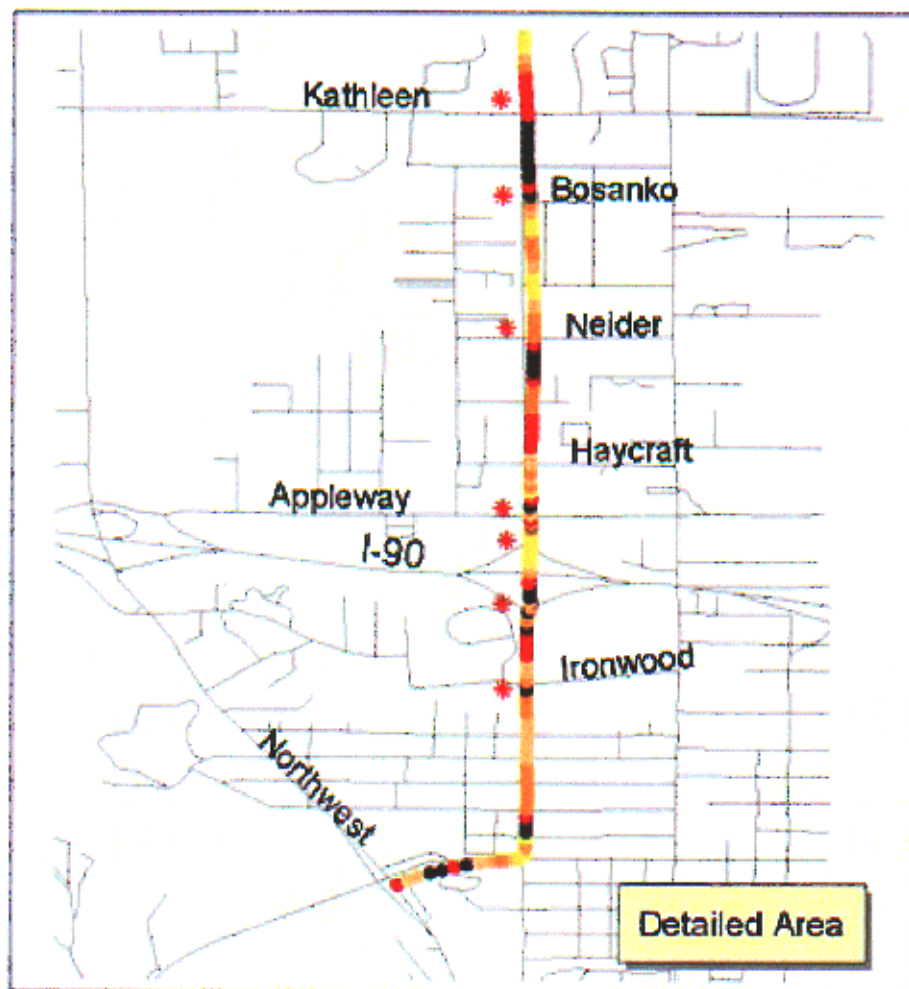 Kathleen
Bosanko
Neider
Haycraft
Appleway
I-90
Ironwood
Northwest
Detailed Area